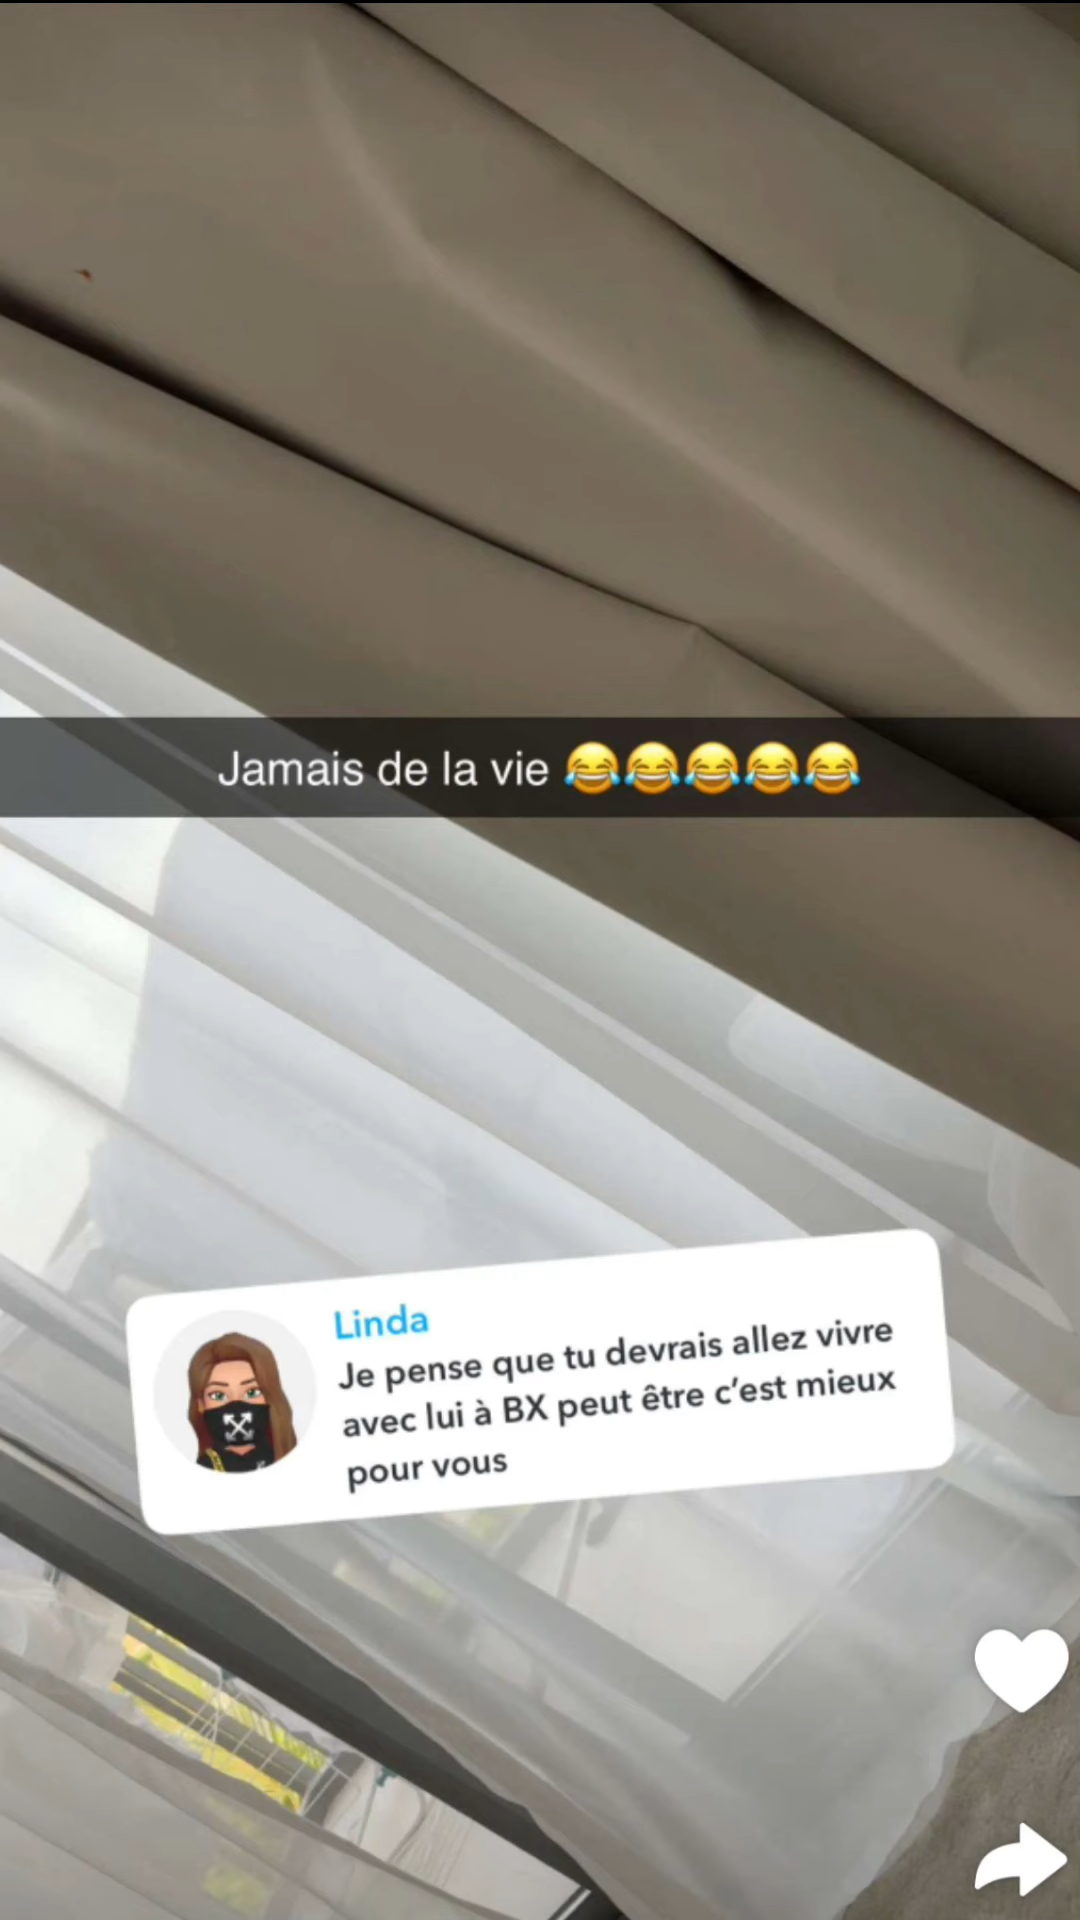 Jamais de la vie 😂😂😂😂😂
Linda
Je pense que tu devrais allez vivre
avec lui à BX peut être c’est mieux
pour vous